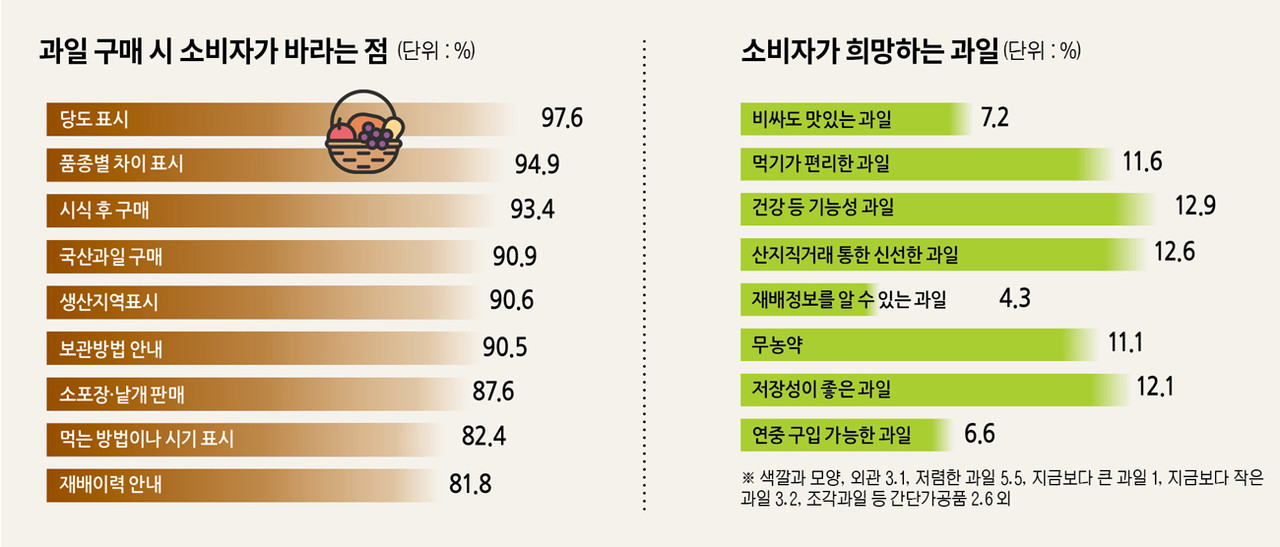 과일 구매 시 소비자가 바라는 점 (단위 : %)
당도 표시 97.6
품종별 차이 표시 94.9
시식 후 구매 93.4
국산과일 구매 90.9
생산지역표시 90.6
보관방법 안내 90.5
소포장·낱개 판매 87.6
먹는 방법이나 시기 표시 82.4
재배이력 안내 81.8
소비자가 희망하는 과일 (단위 : %)
비싸도 맛있는 과일 7.2
먹기가 편리한 과일 11.6
건강 등 기능성 과일 12.9
산지직거래 통한 신선한 과일 12.6
재배정보를 알 수 있는 과일 4.3
무농약 11.1
저장성이 좋은 과일 12.1
연중 구입 가능한 과일 6.6
※ 색깔과 모양, 외관 3.1, 저렴한 과일 5.5, 지금보다 큰 과일 1, 지금보다 작은
과일 3.2, 조각과일 등 간단가공품 2.6 외